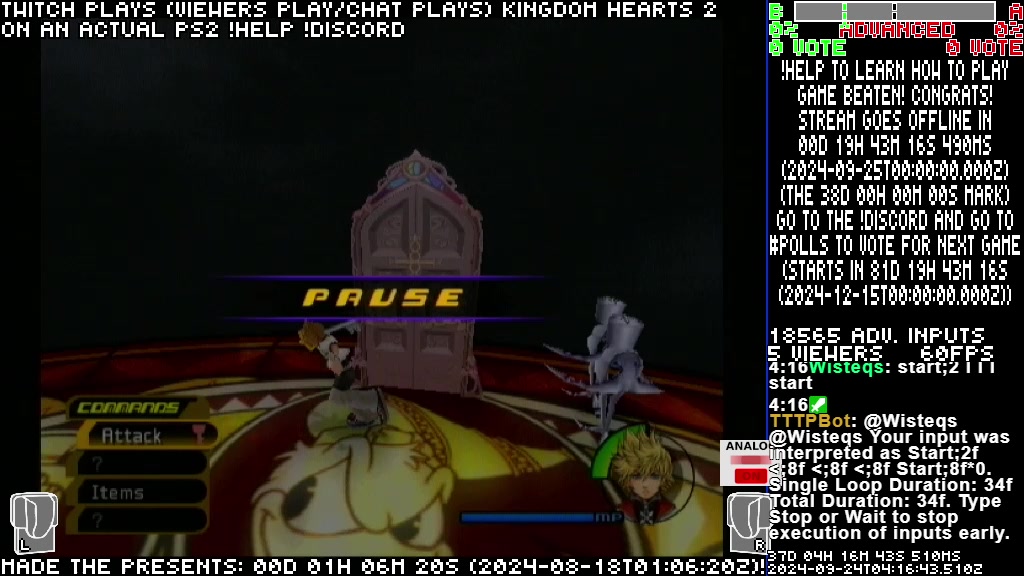 TWITCH PLAYS (VIEWERS PLAY/CHAT PLAYS) KINGDOM HEARTS 2
ON AN ACTUAL PS2 !HELP !DISCORD
PAUSE
COMMANDS
Attack
?
Items
?
MP
ANALOG
L
R
MADE THE PRESENTS: 00D 01H 06M 20S (2024-08-18T01:06:20Z)!
B A
0% ADVANCED 0%
0 VOTE 0 VOTE
!HELP TO LEARN HOW TO PLAY
GAME BEATEN! CONGRATS!
STREAM GOES OFFLINE IN
00D 19H 43M 16S 490MS
(2024-09-25T00:00:00.000Z)
(THE 38D 00H 00M 00S MARK)
GO TO THE !DISCORD AND GO TO
#POLLS TO VOTE FOR NEXT GAME
(STARTS IN 81D 19H 43M 16S
(2024-12-15T00:00:00.000Z))
18565 ADV. INPUTS
5 VIEWERS 60FPS
4:16 Wisteqs: start;2f
start
4:16
TTTPBot: @Wisteqs
@Wisteqs Your input was
interpreted as Start;2f
<;8f <;8f <;8f Start;8f*0.
Single Loop Duration: 34f
Total Duration: 34f. Type
Stop or Wait to stop
execution of inputs early.
37D 04H 16M 43S 510MS
2024-09-24T04:16:43.510Z